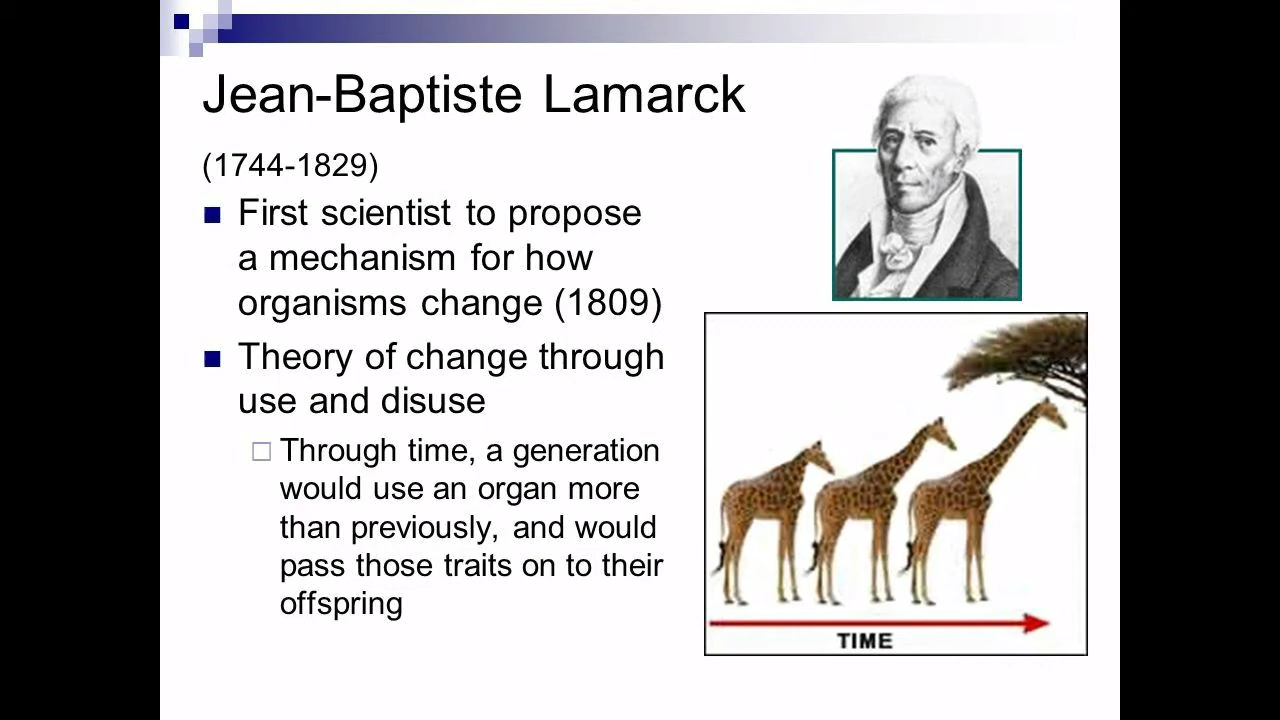 Jean-Baptiste Lamarck
(1744-1829)
First scientist to propose
a mechanism for how
organisms change (1809)
Theory of change through
use and disuse
Through time, a generation
would use an organ more
than previously, and would
pass those traits on to their
offspring
TIME